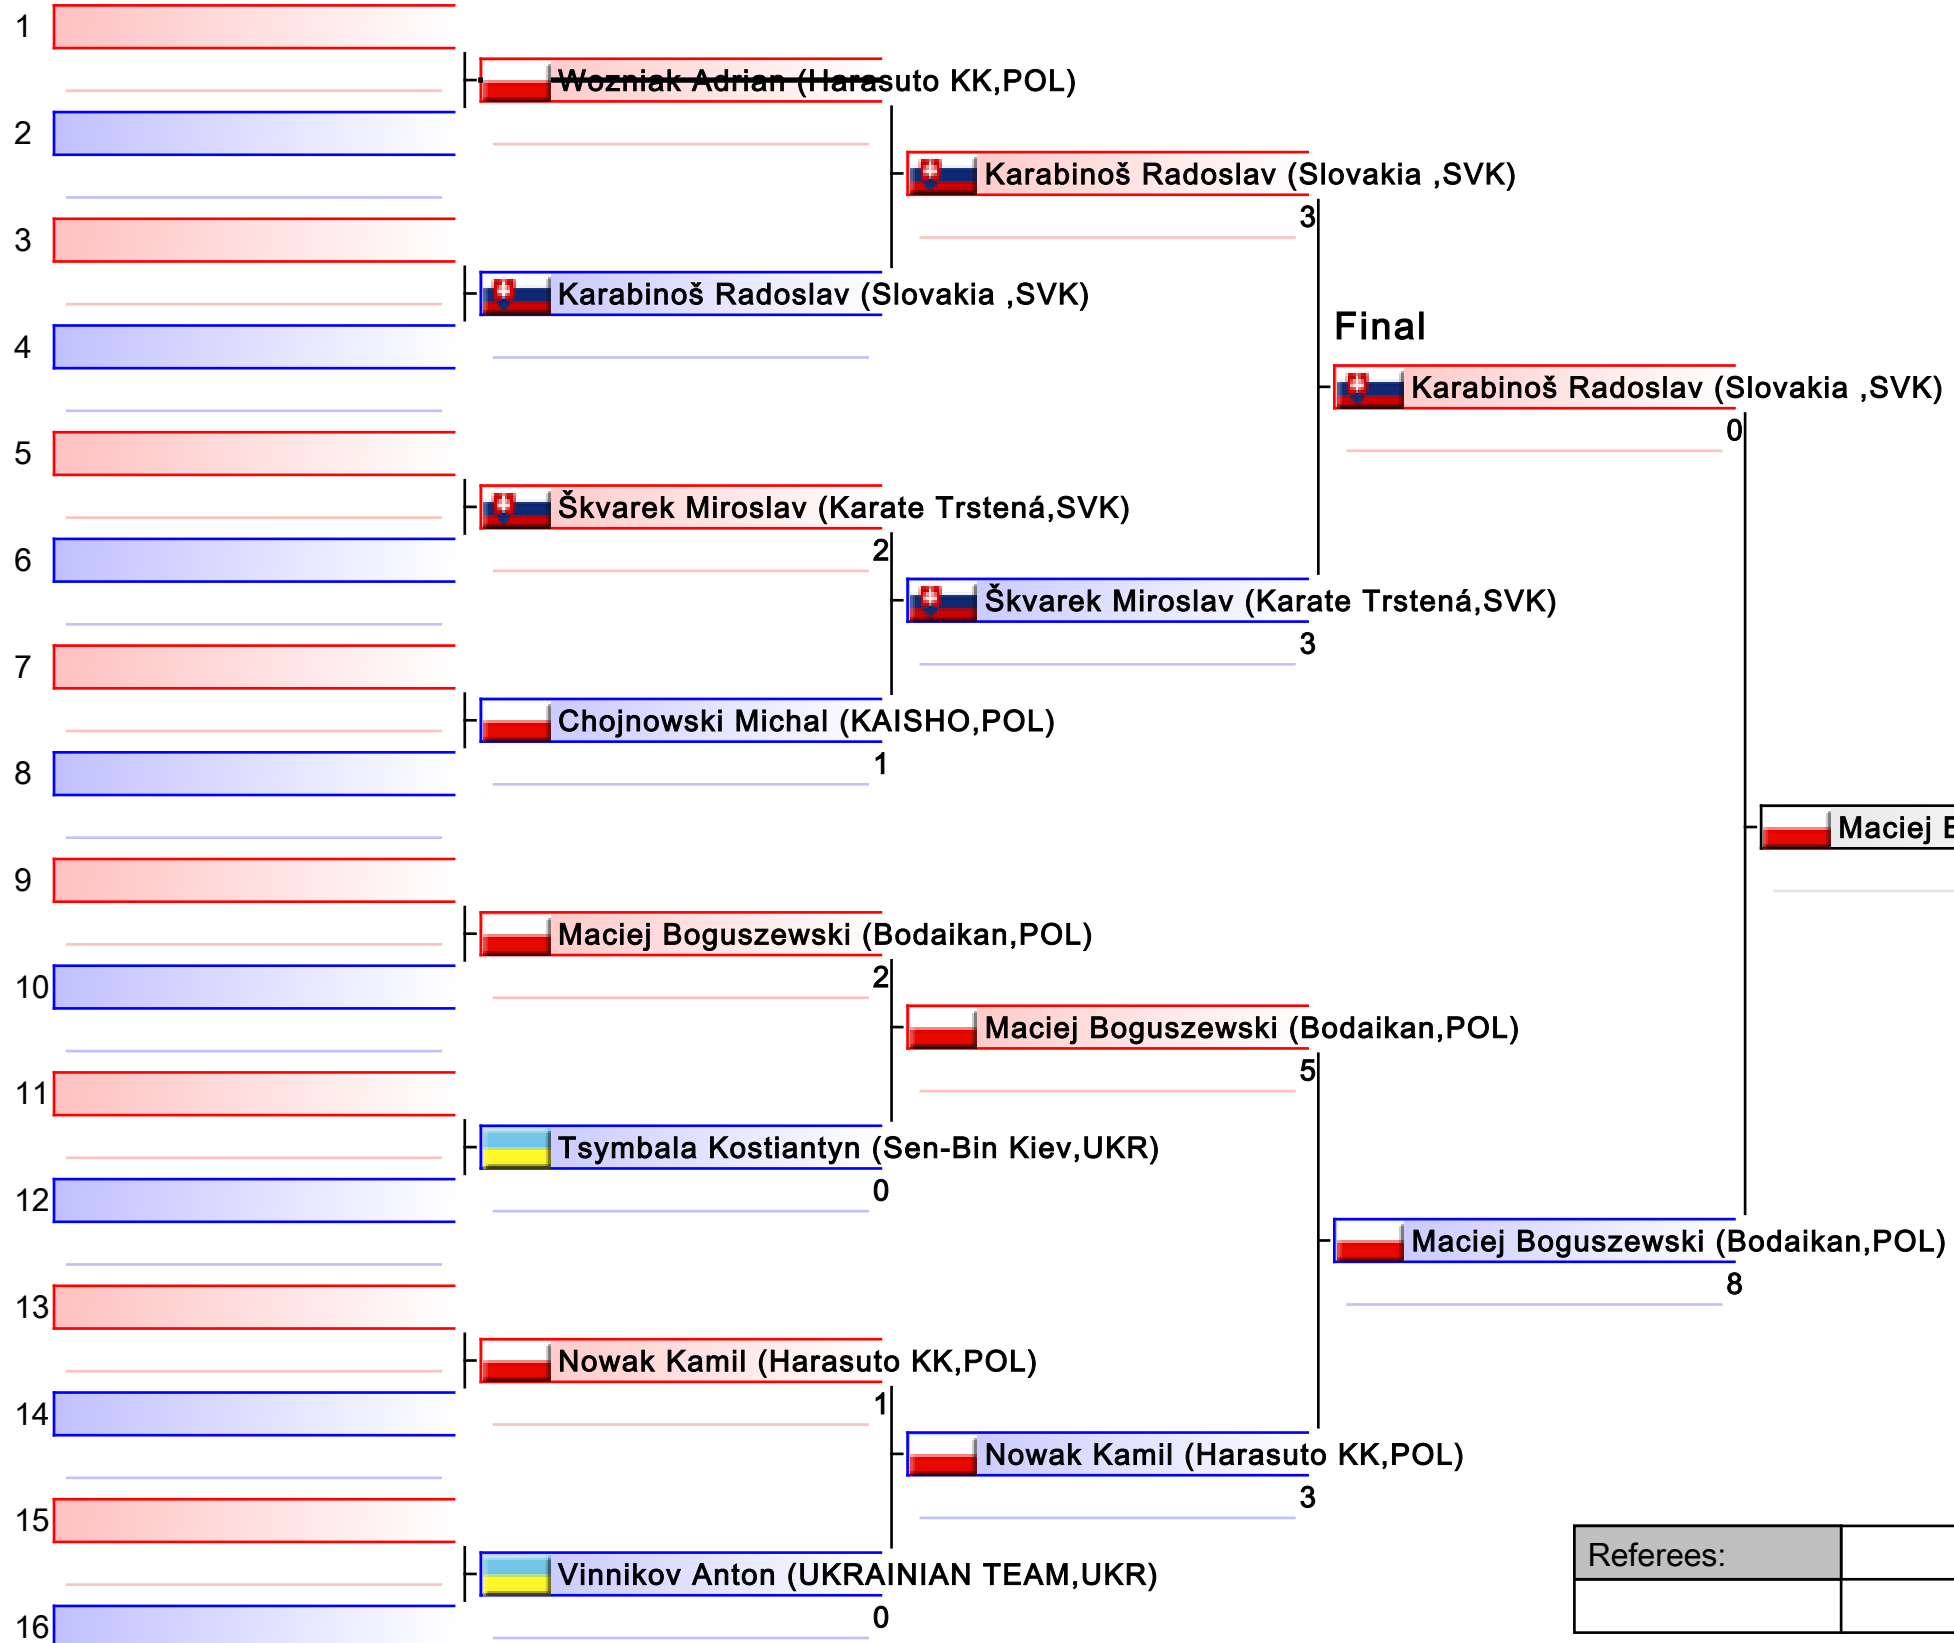 1
Wozniak Adrian (Harasuto KK,POL)
2
Karabinoš Radoslav (Slovakia ,SVK)
3
3
Karabinoš Radoslav (Slovakia ,SVK)
Final
4
Karabinoš Radoslav (Slovakia ,SVK)
0
5
Škvarek Miroslav (Karate Trstená,SVK)
2
6
Škvarek Miroslav (Karate Trstená,SVK)
3
7
Chojnowski Michal (KAISHO,POL)
1
8
Maciej
9
Maciej Boguszewski (Bodaikan,POL)
2
10
Maciej Boguszewski (Bodaikan,POL)
5
11
Tsymbala Kostiantyn (Sen-Bin Kiev,UKR)
0
12
Maciej Boguszewski (Bodaikan,POL)
8
13
Nowak Kamil (Harasuto KK,POL)
1
14
Nowak Kamil (Harasuto KK,POL)
3
15
Referees:
Vinnikov Anton (UKRAINIAN TEAM,UKR)
0
16